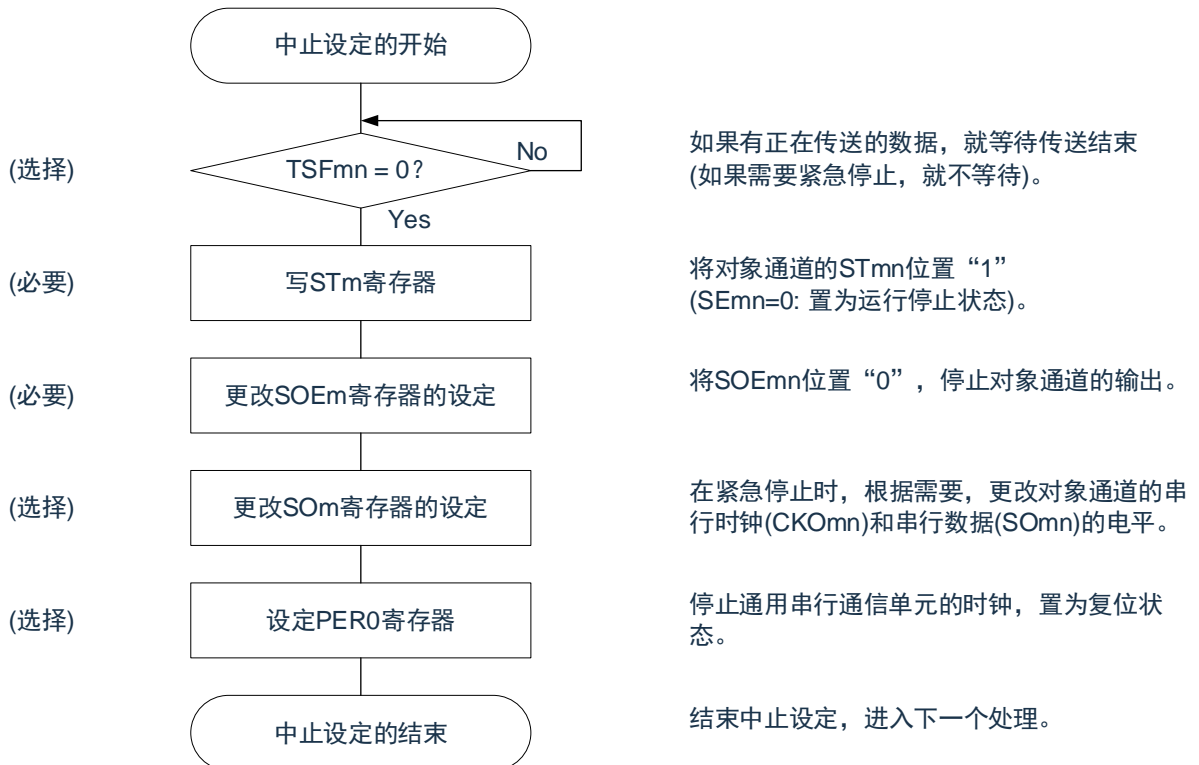 中止设定的开始
(选择)
TSFmn = 0?
No
Yes
如果有正在传送的数据，就等待传送结束
(如果需要紧急停止，就不等待)。
(必要)
写STm寄存器
将对象通道的STmn位置“1”
(SEmn=0: 置为运行停止状态)。
(必要)
更改SOEm寄存器的设定
将SOEmn位置“0”，停止对象通道的输出。
(选择)
更改SOm寄存器的设定
在紧急停止时，根据需要，更改对象通道的串
行时钟(CKOmn)和串行数据(SOmn)的电平。
(选择)
设定PER0寄存器
停止通用串行通信单元的时钟，置为复位状
态。
中止设定的结束
结束中止设定，进入下一个处理。